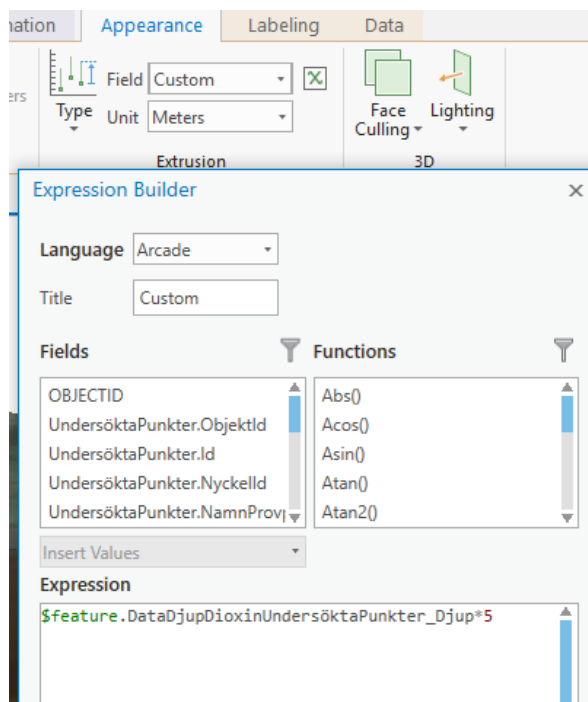 nation Appearance Labeling Data
ers
Type
Field Custom
Unit Meters
Extrusion
Face Culling
Lighting
3D
Expression Builder
Language Arcade
Title Custom
Fields
OBJECTID
UndersöktaPunkter.ObjektId
UndersöktaPunkter.Id
UndersöktaPunkter.NyckelId
UndersöktaPunkter.NamnProvp
Functions
Abs()
Acos()
Asin()
Atan()
Atan2()
Insert Values
Expression
$feature.DataDjupDioxinUndersöktaPunkter_Djup*5